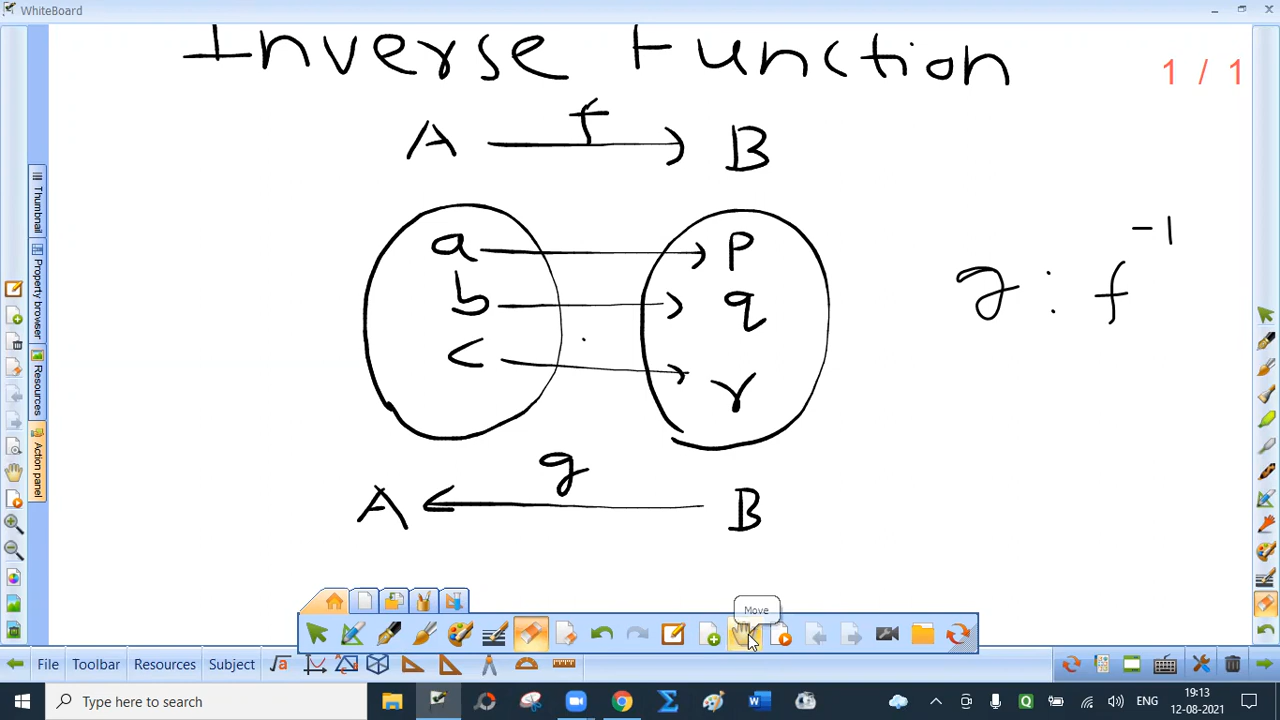 WhiteBoard
Inverse Function
1 / 1
A f B
a p
b q
c r
g : f -1
A g B
Thumbnail
Property browser
Resources
Action panel
Move
File Toolbar Resources Subject
Type here to search
ENG
19:13
12-08-2021